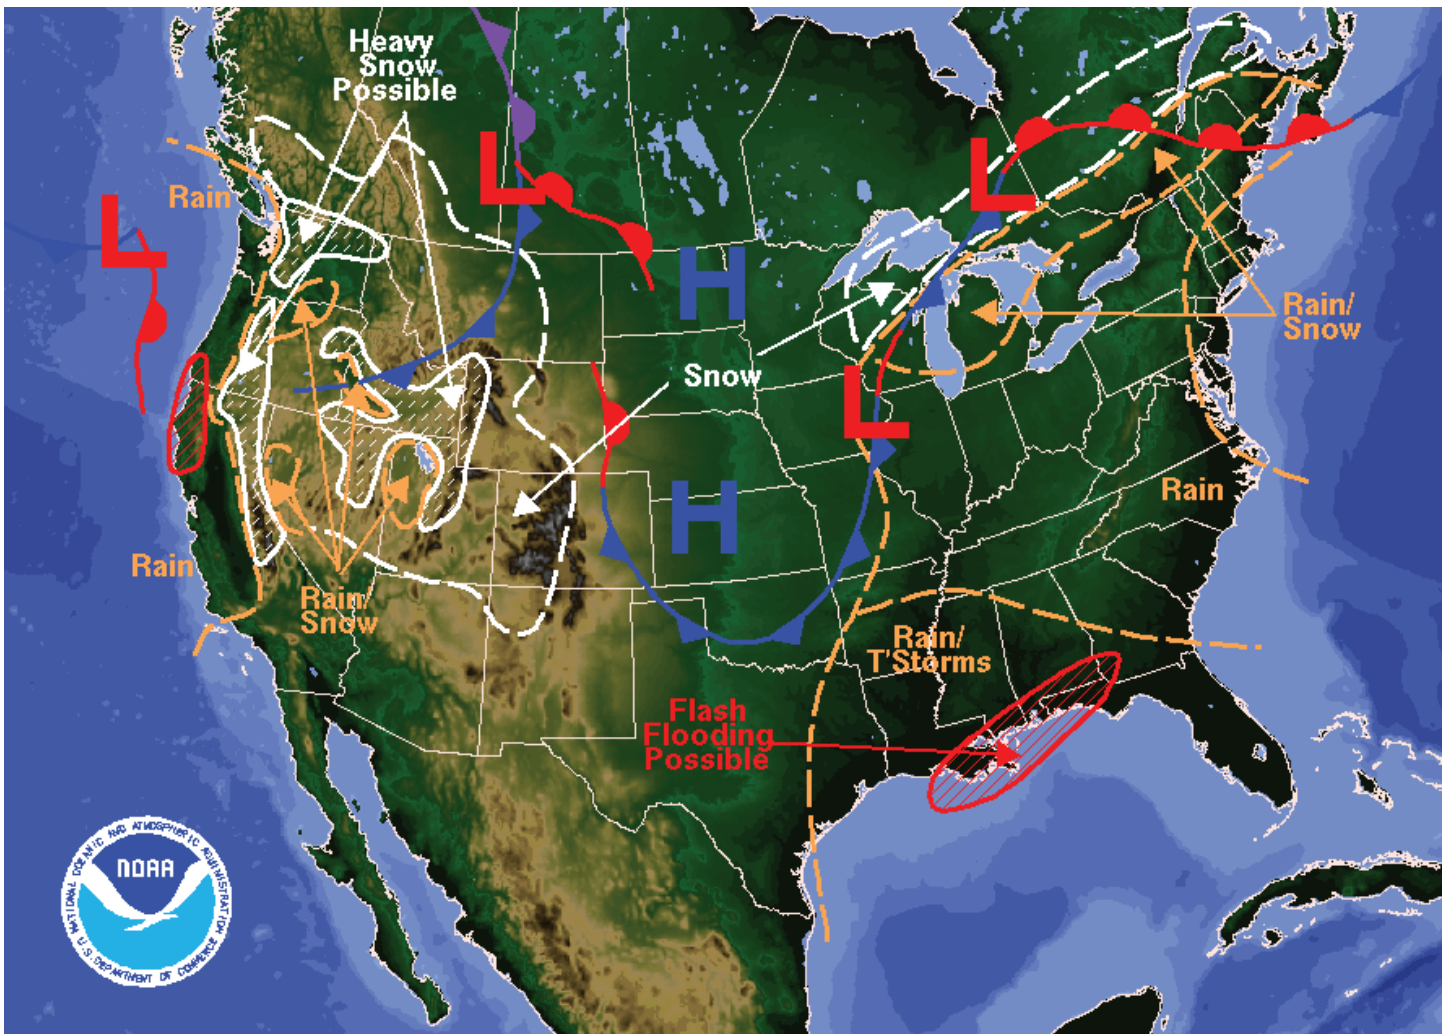 Heavy
Snow
Possible
Rain
L
L
L
H
Rain/
Snow
Snow
L
H
Rain
Rain
Rain/
Snow
Rain/
T'Storms
Flash
Flooding
Possible
NATIONAL OCEANIC AND ATMOSPHERIC ADMINISTRATION
NOAA
U.S. DEPARTMENT OF COMMERCE